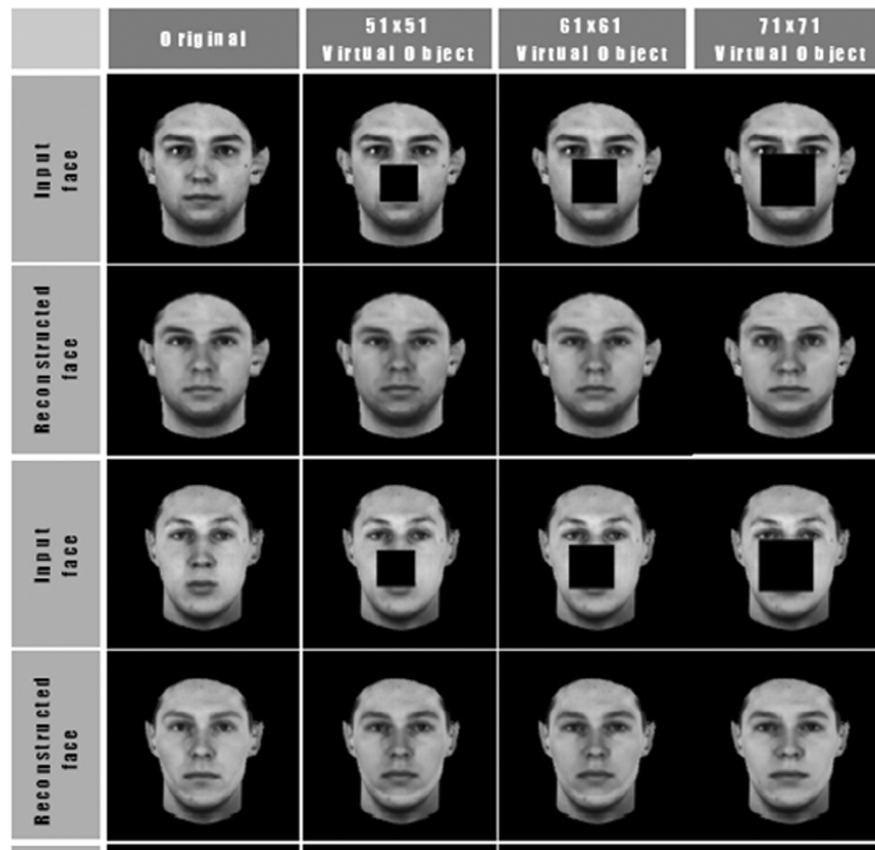 Original
51x51
Virtual Object
61x61
Virtual Object
71x71
Virtual Object
Input
face
Reconstructed
face
Input
face
Reconstructed
face